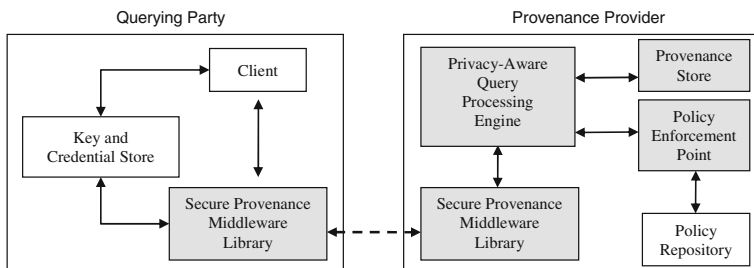 Querying Party
Client
Key and
Credential Store
Secure Provenance
Middleware
Library
Provenance Provider
Privacy-Aware
Query
Processing
Engine
Provenance
Store
Policy
Enforcement
Point
Secure Provenance
Middleware
Library
Policy
Repository